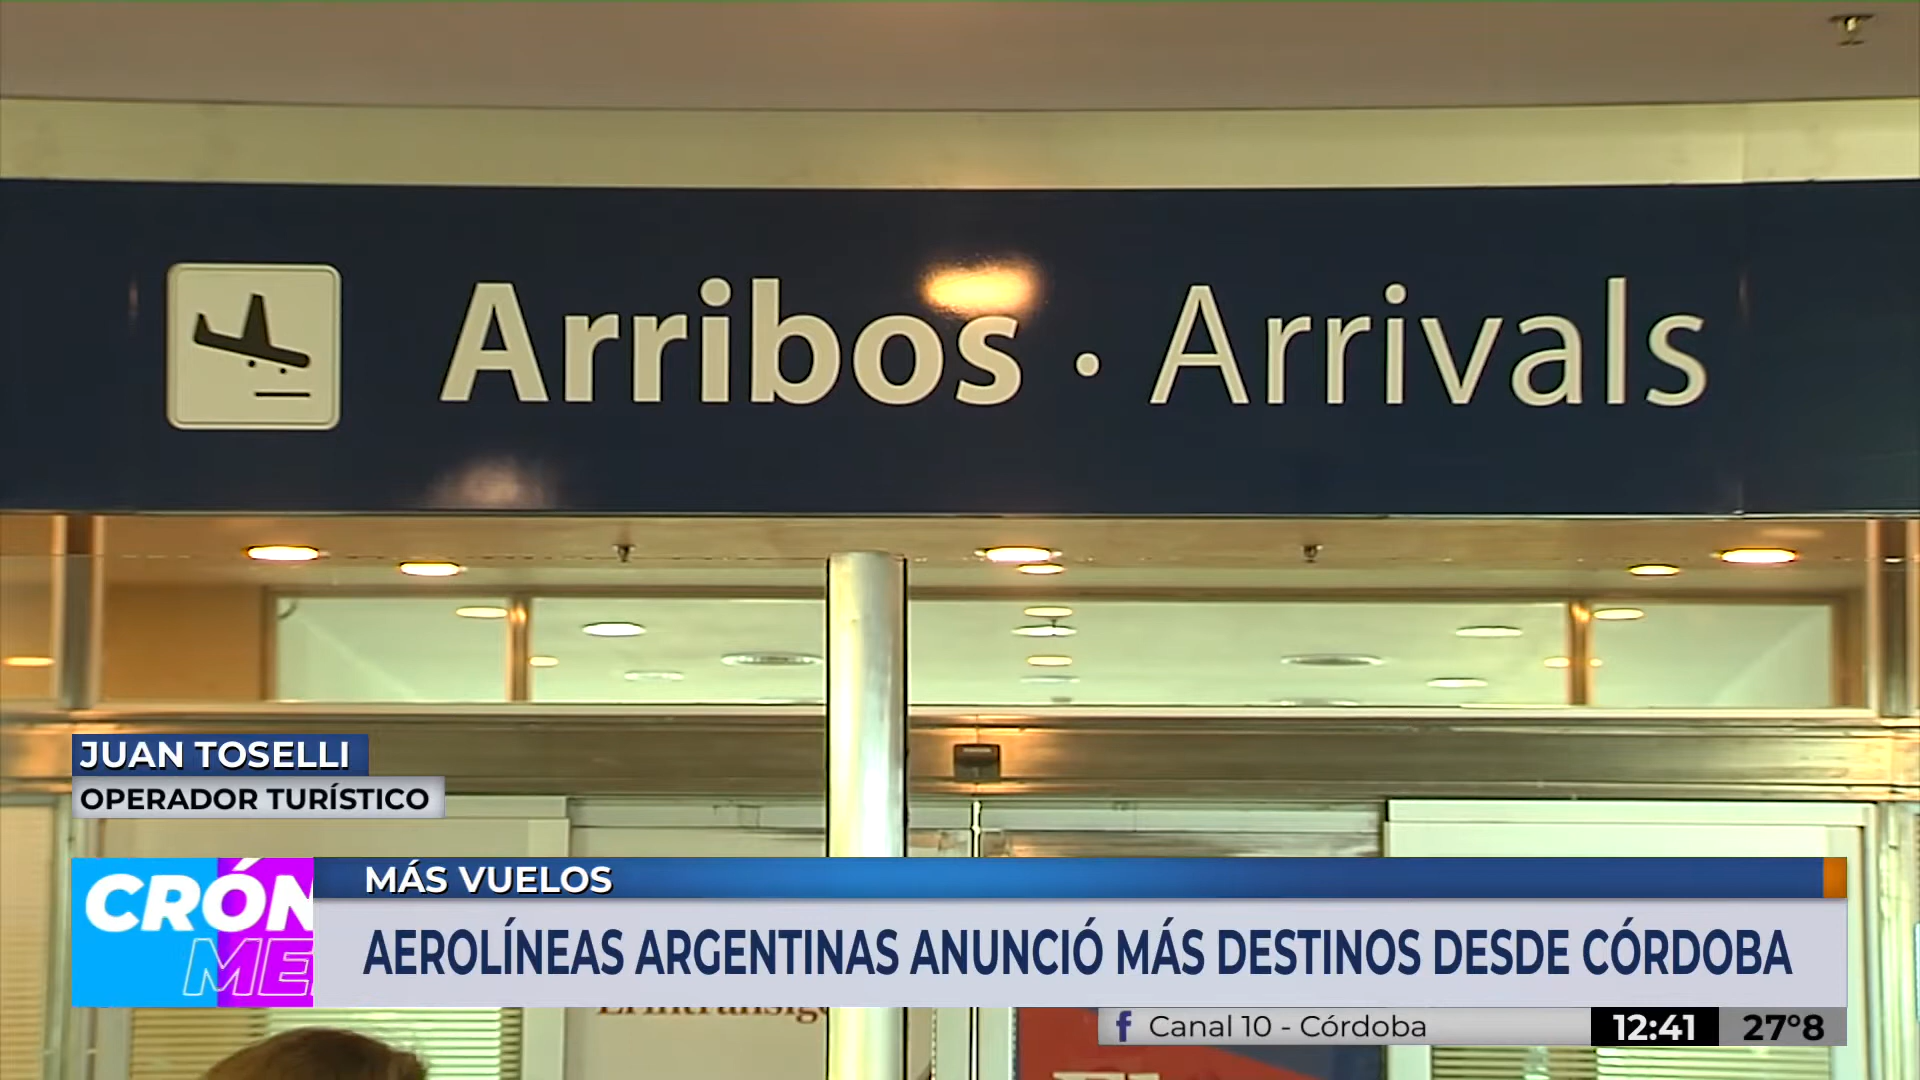 Arribos · Arrivals
JUAN TOSELLI
OPERADOR TURÍSTICO
MÁS VUELOS
CRÓN
ME
AEROLÍNEAS ARGENTINAS ANUNCIÓ MÁS DESTINOS DESDE CÓRDOBA
Canal 10 - Córdoba
12:41
27°8